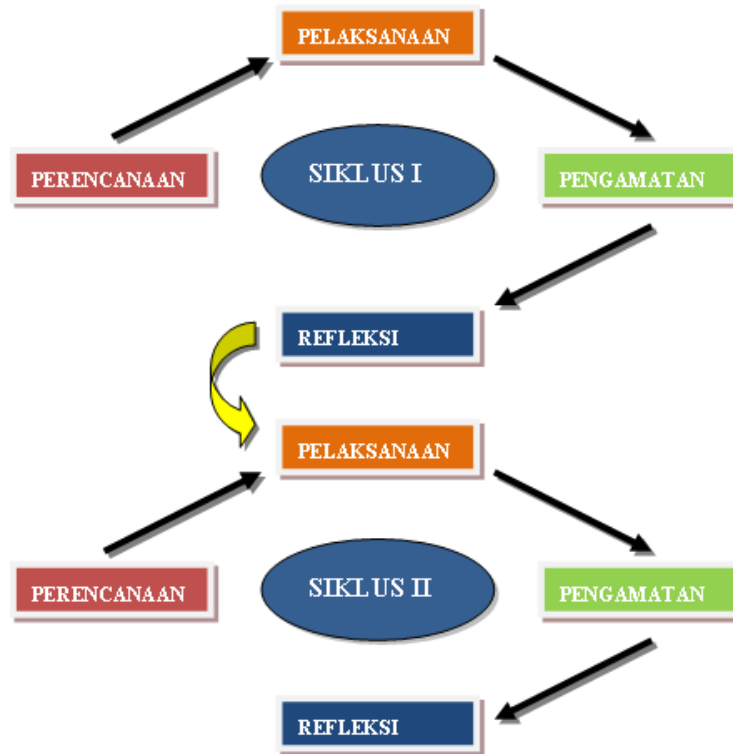 PELAKSANAAN
PERENCANAAN
SIKLUS I
PENGAMATAN
REFLEKSI
PELAKSANAAN
PERENCANAAN
SIKLUS II
PENGAMATAN
REFLEKSI